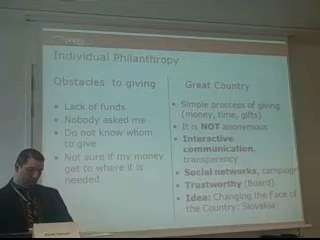 Individual Philanthropy
Obstacles to giving
Lack of funds
Nobody asked me
Do not know whom
to give
Not sure if my money
get to where it is
needed
Great Country
Simple proccess of giving
(money, time, gifts)
It is NOT anonymous
Interactive
communication,
transparency
Social networks, campaign
Trustworthy (Board)
Idea: Changing the Face of
the Country: Slovakia